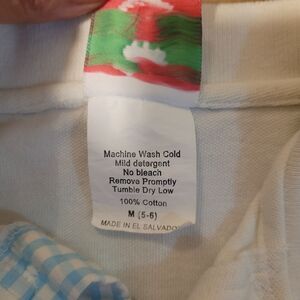 Machine Wash Cold
Mild detergent
No bleach
Remove Promptly
Tumble Dry Low
100% Cotton
M (5-6)
MADE IN EL SALVADOR